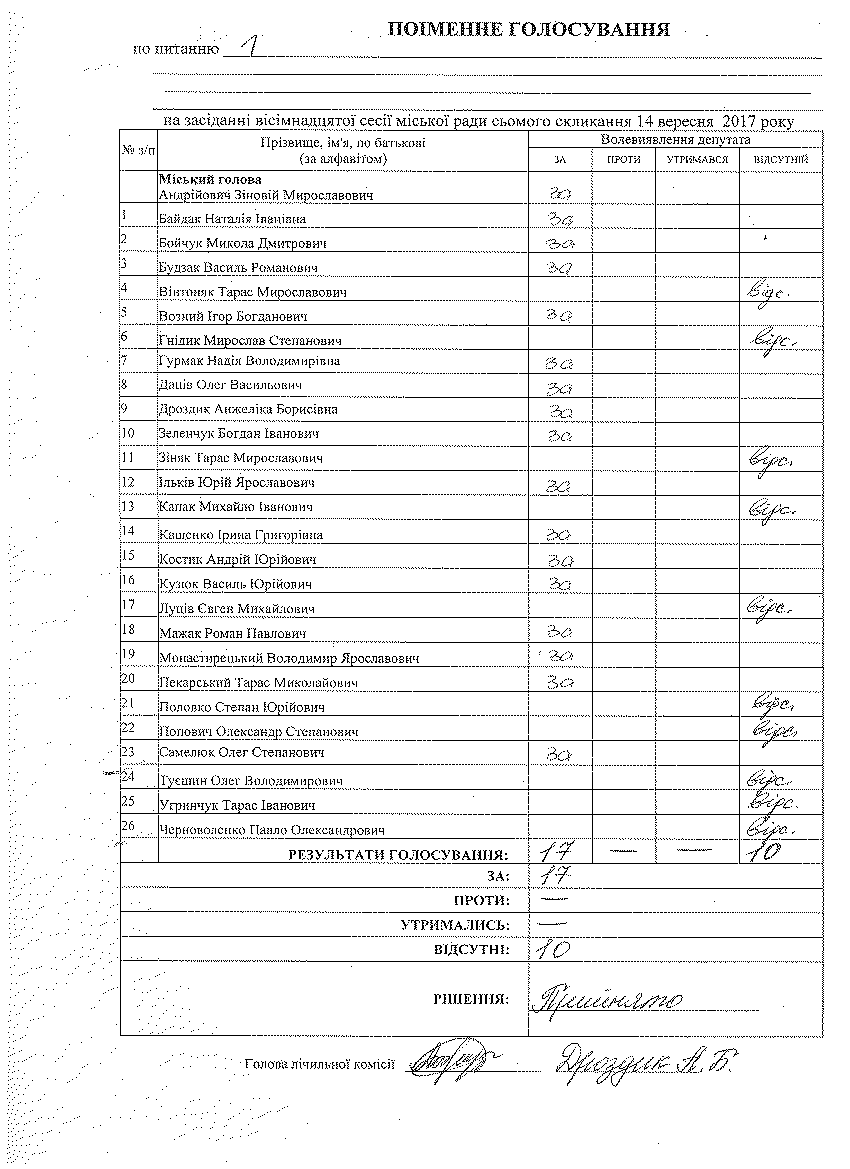 ПОІМЕННЕ ГОЛОСУВАННЯ
по питанню 1
на засіданні вісімнадцятої сесії міської ради сьомого скликання 14 вересня 2017 року
№ з/п Прізвище, ім'я, по батькові (за алфавітом) Волевиявлення депутата
ЗА ПРОТИ УТРИМАВСЯ ВІДСУТНІЙ
Міський голова
Андрійович Зіновій Мирославович за
1 Байдак Наталія Іванівна за
2 Бойчук Микола Дмитрович за
3 Будзак Василь Романович за
4 Вінтоняк Тарас Мирославович відс.
5 Возний Ігор Богданович за
6 Гнідик Мирослав Степанович відс.
7 Гурмак Надія Володимирівна за
8 Даців Олег Васильович за
9 Дроздик Анжеліка Борисівна за
10 Зеленчук Богдан Іванович за
11 Зіняк Тарас Мирославович відс.
12 Ільків Юрій Ярославович за
13 Капак Михайло Іванович відс.
14 Кащенко Ірина Григорівна за
15 Костик Андрій Юрійович за
16 Кузюк Василь Юрійович за
17 Луців Євген Михайлович відс.
18 Мажак Роман Павлович за
19 Монастирецький Володимир Ярославович за
20 Пекарський Тарас Миколайович за
21 Половко Степан Юрійович відс.
22 Попович Олександр Степанович відс.
23 Самелюк Олег Степанович за
24 Туєшин Олег Володимирович відс.
25 Угринчук Тарас Іванович відс.
26 Черноволенко Павло Олександрович відс.
РЕЗУЛЬТАТИ ГОЛОСУВАННЯ: 17 — — 10
ЗА: 17
ПРОТИ: —
УТРИМАЛИСЬ: —
ВІДСУТНІ: 10
РІШЕННЯ: Прийнято
Голова лічильної комісії Дроздик А. Б.